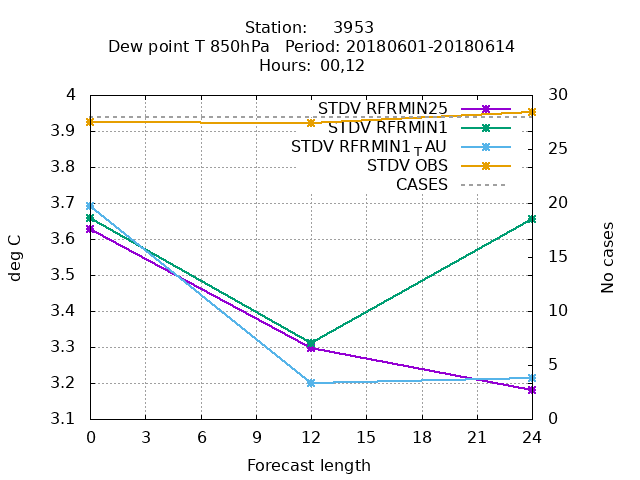 Station: 3953
Dew point T 850hPa Period: 20180601-20180614
Hours: 00,12
4
3.9
3.8
3.7
3.6
3.5
3.4
3.3
3.2
3.1
deg C
STDV RFRMIN25
STDV RFRMIN1
STDV RFRMIN1TAU
STDV OBS
CASES
30
25
20
15
10
5
0
No cases
0 3 6 9 12 15 18 21 24
Forecast length